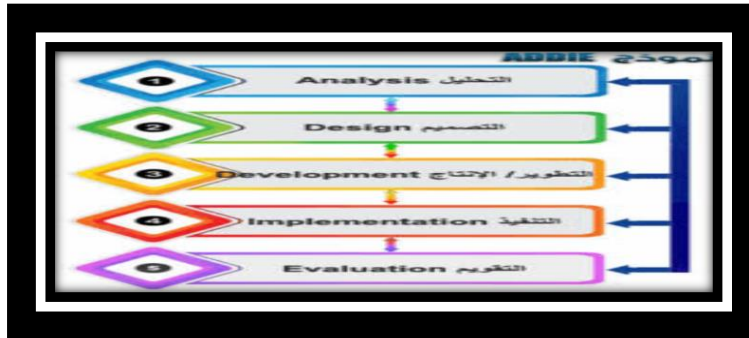 نموذج ADDIE
1 Analysis التحليل
2 Design التصميم
3 Development التطوير/ الإنتاج
4 Implementation التنفيذ
5 Evaluation التقويم